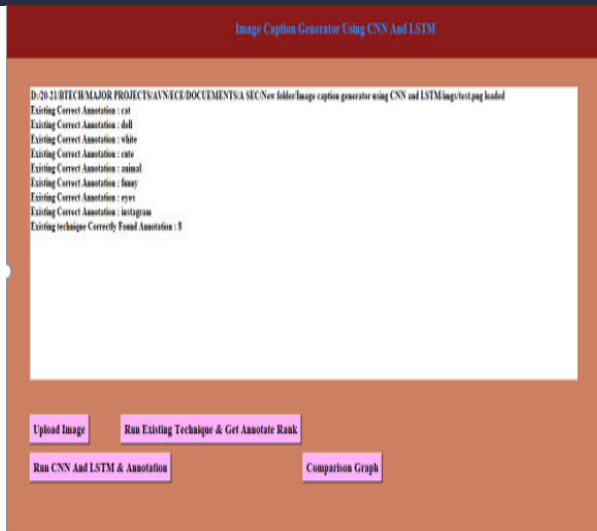 Image Caption Generator Using CNN And LSTM
D:/20-21/BTECH/MAJOR PROJECTS/AVN/ECE/DOCUEMENTS/A SEC/New folder/Image caption generator using CNN and LSTM/imgs/test.png loaded
Existing Correct Annotation : cat
Existing Correct Annotation : doll
Existing Correct Annotation : white
Existing Correct Annotation : cute
Existing Correct Annotation : animal
Existing Correct Annotation : funny
Existing Correct Annotation : eyes
Existing Correct Annotation : instagram
Existing technique Correctly Found Annotation : 8
Upload Image
Run Existing Technique & Get Annotate Rank
Run CNN And LSTM & Annotation
Comparison Graph